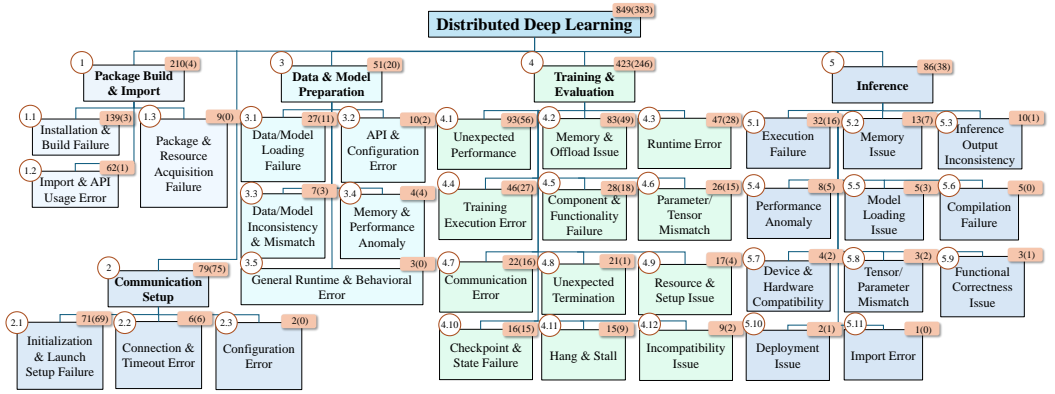 849(383)
Distributed Deep Learning
1
210(4)
Package Build
& Import
1.1
139(3)
Installation &
Build Failure
1.2
62(1)
Import & API
Usage Error
1.3
9(0)
Package &
Resource
Acquisition
Failure
2
79(75)
Communication
Setup
2.1
71(69)
Initialization
& Launch
Setup Failure
2.2
6(6)
Connection &
Timeout Error
2.3
2(0)
Configuration
Error
3
51(20)
Data & Model
Preparation
3.1
27(11)
Data/Model
Loading
Failure
3.2
10(2)
API &
Configuration
Error
3.3
7(3)
Data/Model
Inconsistency
& Mismatch
3.4
4(4)
Memory &
Performance
Anomaly
3.5
3(0)
General Runtime & Behavioral
Error
4
423(246)
Training &
Evaluation
4.1
93(56)
Unexpected
Performance
4.2
83(49)
Memory &
Offload Issue
4.3
47(28)
Runtime Error
4.4
46(27)
Training
Execution Error
4.5
28(18)
Component &
Functionality
Failure
4.6
26(15)
Parameter/
Tensor
Mismatch
4.7
22(16)
Communication
Error
4.8
21(1)
Unexpected
Termination
4.9
17(4)
Resource &
Setup Issue
4.10
16(15)
Checkpoint &
State Failure
4.11
15(9)
Hang & Stall
4.12
9(2)
Incompatibility
Issue
5
86(38)
Inference
5.1
32(16)
Execution
Failure
5.2
13(7)
Memory
Issue
5.3
10(1)
Inference
Output
Inconsistency
5.4
8(5)
Performance
Anomaly
5.5
5(3)
Model
Loading
Issue
5.6
5(0)
Compilation
Failure
5.7
4(2)
Device &
Hardware
Compatibility
5.8
3(2)
Tensor/
Parameter
Mismatch
5.9
3(1)
Functional
Correctness
Issue
5.10
2(1)
Deployment
Issue
5.11
1(0)
Import Error